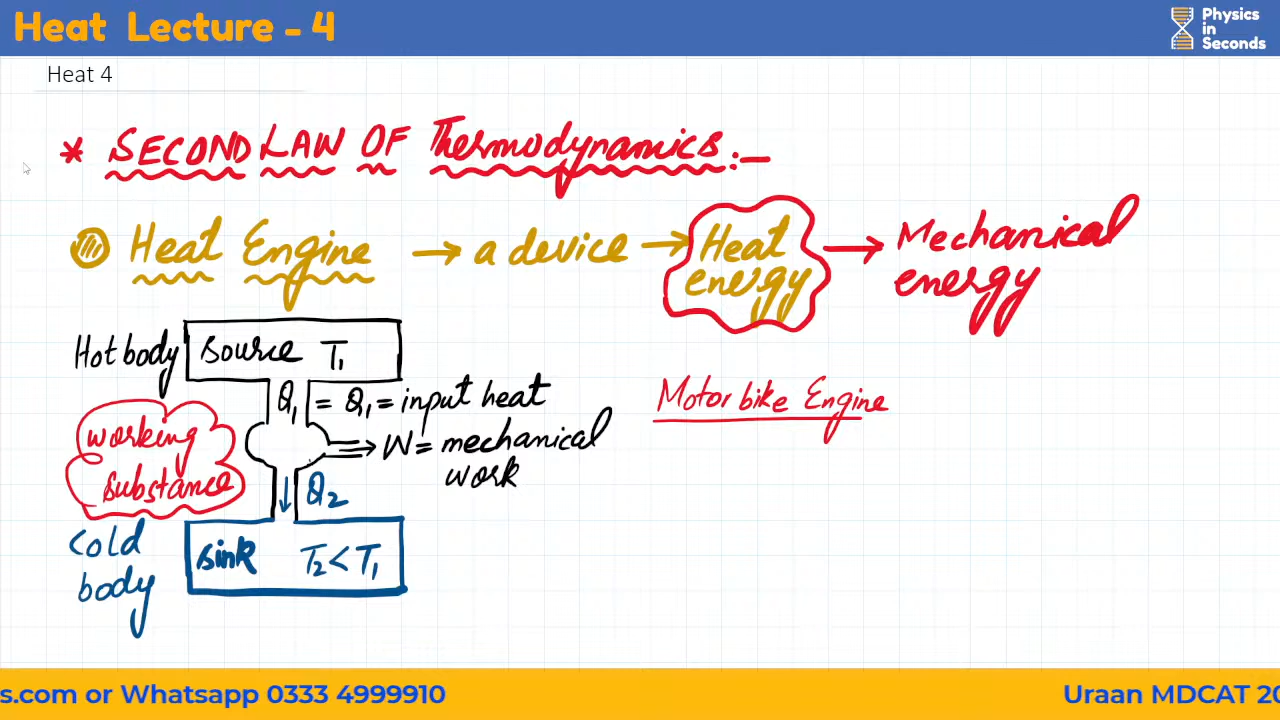 Heat Lecture - 4
Physics
in
Seconds
Heat 4
* SECOND LAW OF Thermodynamics:-
Heat Engine → a device → Heat energy → Mechanical energy
Hot body
Source T₁
Q₁ = Q₁ = input heat
working
substance
⇒ W = mechanical
work
↓ Q₂
Cold
body
sink T₂ < T₁
Motorbike Engine
s.com or Whatsapp 0333 4999910
Uraan MDCAT 20